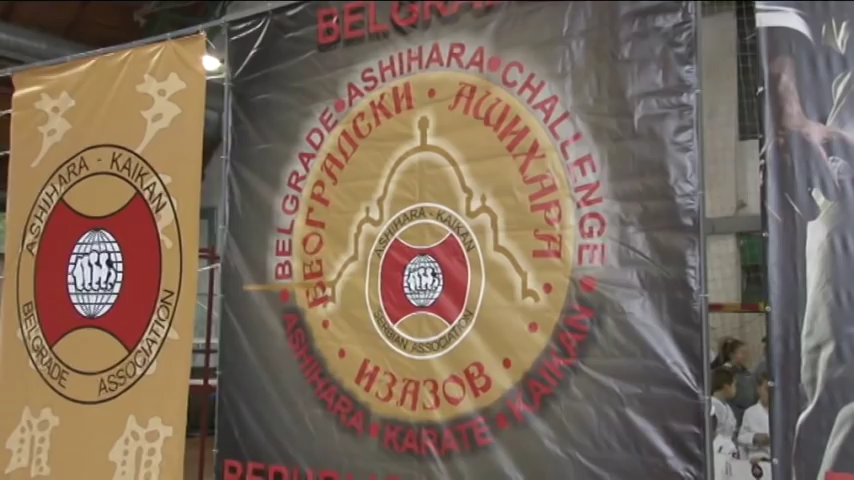 ASHIHARA - KAIKAN
BELGRADE ASSOCIATION
BELGRADE
BELGRADE•ASHIHARA•CHALLENGE
БЕОГРАДСКИ • АШИХАРА
ASHIHARA - KAIKAN
SERBIAN ASSOCIATION
• ИЗАЗОВ •
ASHIHARA•KARATE•KAIKAN